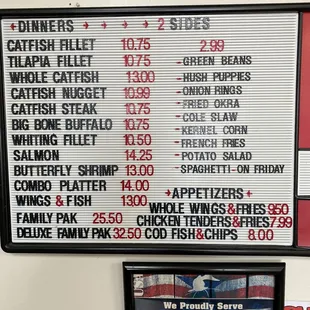 DINNERS → → → 2 SIDES
CATFISH FILLET 10.75
TILAPIA FILLET 10.75
WHOLE CATFISH 13.00
CATFISH NUGGET 10.99
CATFISH STEAK 10.75
BIG BONE BUFFALO 10.75
WHITING FILLET 10.50
SALMON 14.25
BUTTERFLY SHRIMP 13.00
COMBO PLATTER 14.00
WINGS & FISH 13.00
FAMILY PAK 25.50
DELUXE FAMILY PAK 32.50
2.99
-GREEN BEANS
-HUSH PUPPIES
-ONION RINGS
-FRIED OKRA
-COLE SLAW
-KERNEL CORN
-FRENCH FRIES
-POTATO SALAD
-SPAGHETTI-ON FRIDAY
APPETIZERS
WHOLE WINGS&FRIES 9.50
CHICKEN TENDERS&FRIES 7.99
COD FISH&CHIPS 8.00
We Proudly Serve